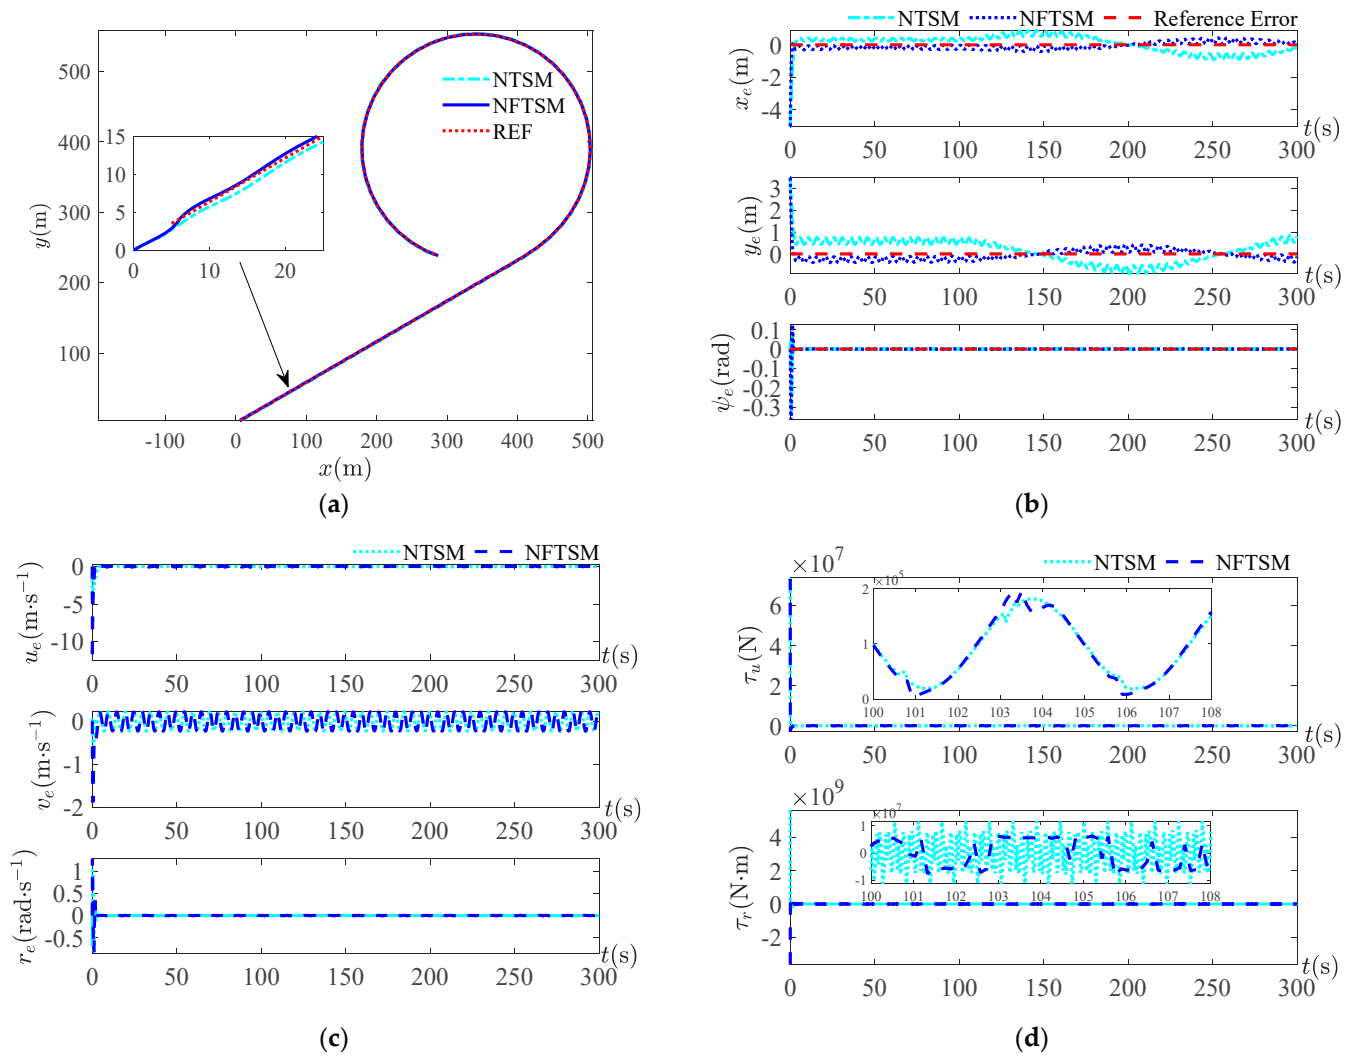 NTSM
NFTSM
REF
500
400
300
200
100
y(m)
15
10
5
0
0 10 20
-100 0 100 200 300 400 500
x(m)
(a)
NTSM NFTSM Reference Error
0
-2
-4
x_e(m)
t(s)
0 50 100 150 200 250 300
3
2
1
0
y_e(m)
t(s)
0 50 100 150 200 250 300
0.1
0
-0.1
-0.2
-0.3
ψ_e(rad)
t(s)
0 50 100 150 200 250 300
(b)
NTSM NFTSM
0
-5
-10
u_e(m·s⁻¹)
t(s)
0 50 100 150 200 250 300
0
-1
-2
v_e(m·s⁻¹)
t(s)
0 50 100 150 200 250 300
1
0.5
0
-0.5
r_e(rad·s⁻¹)
t(s)
0 50 100 150 200 250 300
(c)
×10⁷
NTSM NFTSM
6
4
2
0
τ_u(N)
×10⁵
2
1
0
100 101 102 103 104 105 106 107 108
t(s)
0 50 100 150 200 250 300
×10⁹
4
2
0
-2
τ_r(N·m)
×10⁷
1
0
-1
100 101 102 103 104 105 106 107 108
t(s)
0 50 100 150 200 250 300
(d)